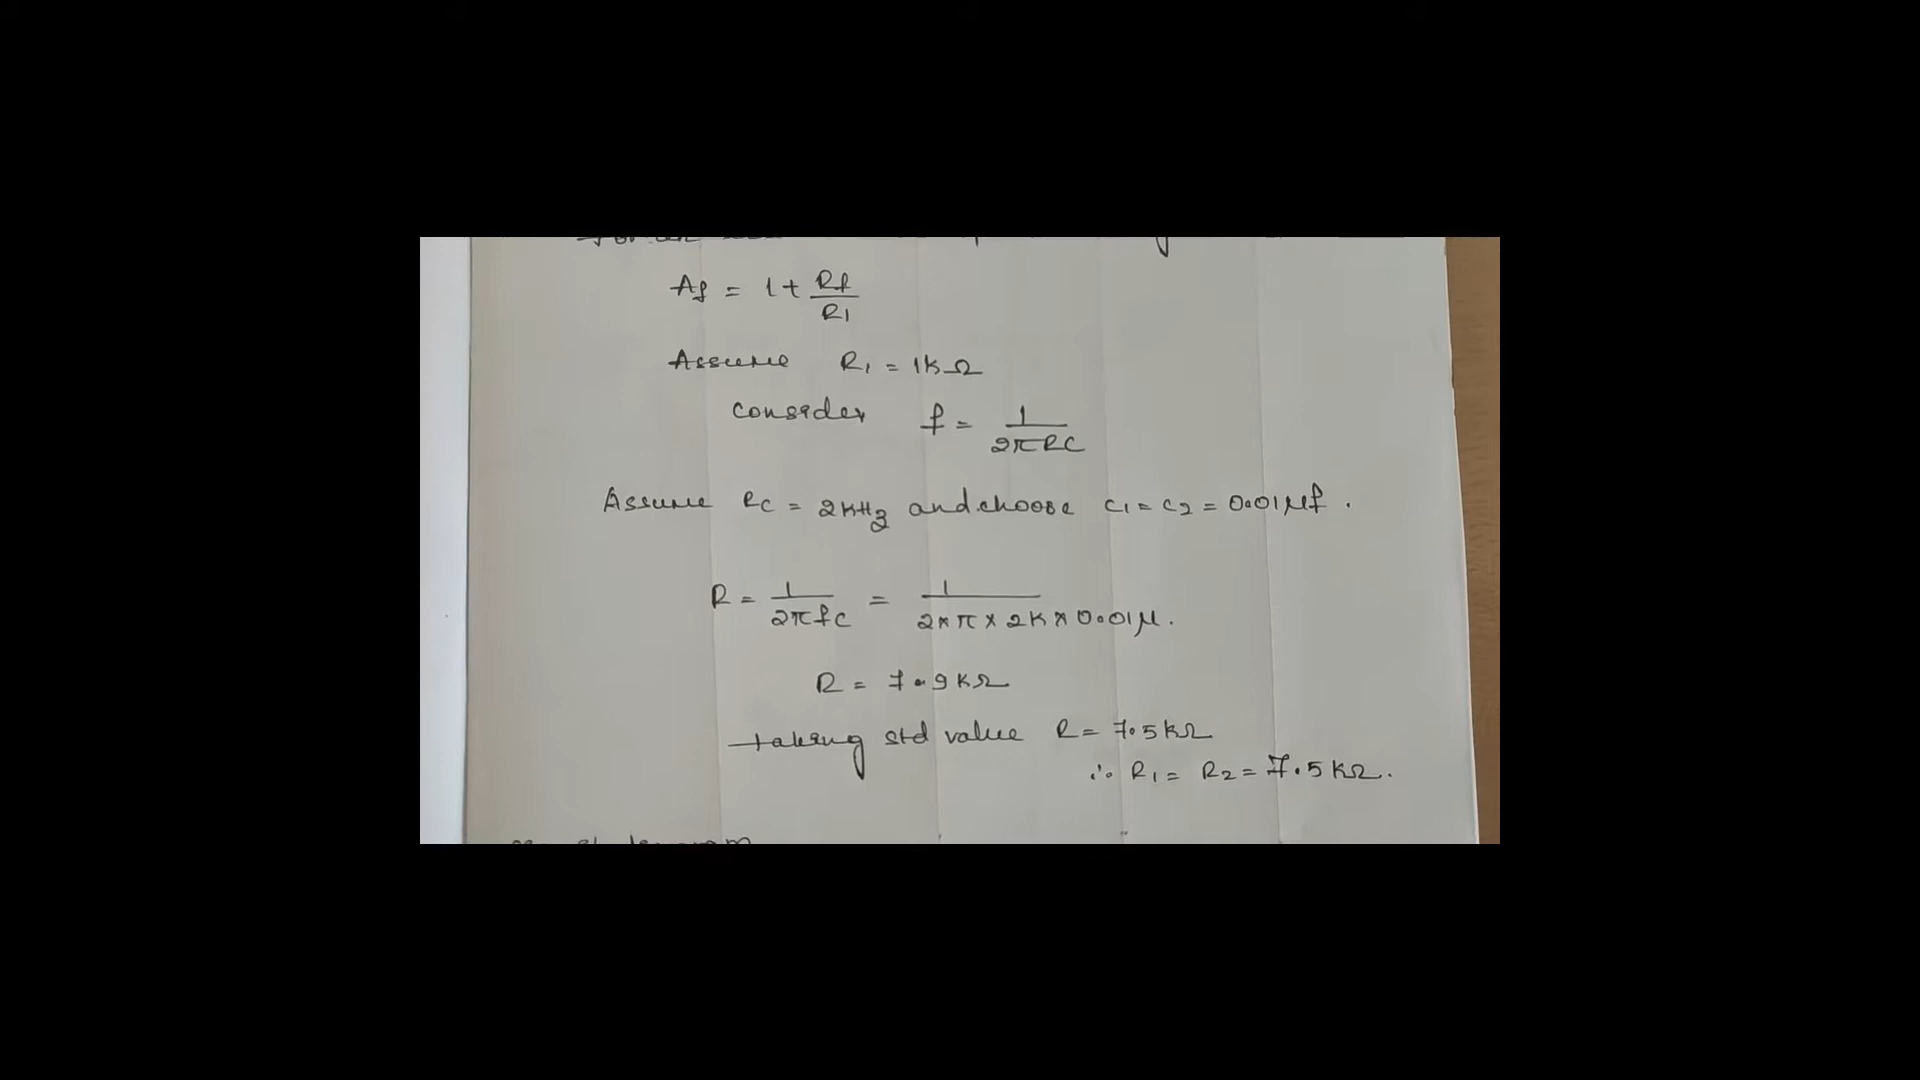 Af = 1 + Rf / R1
Assume R1 = 1kΩ
consider f = 1 / 2πRC
Assume RC = 2KHz and choose C1 = C2 = 0.01μf.
R = 1 / 2πfC = 1 / 2×π×2K×0.01μ.
R = 7.9KΩ
taking std value R = 7.5KΩ
∴ R1 = R2 = 7.5KΩ.